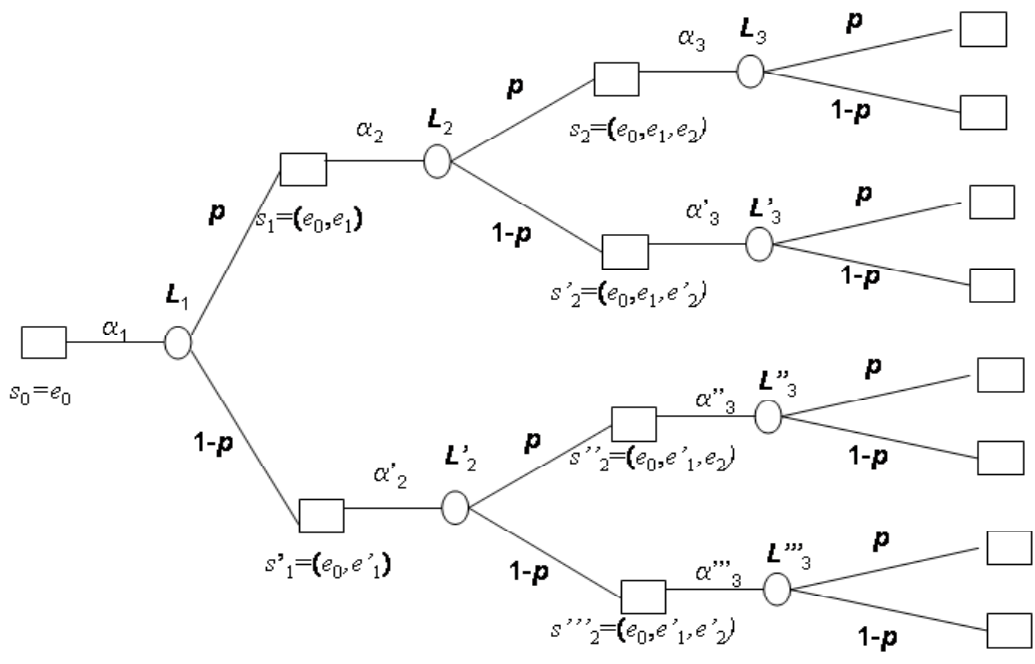 p
α₃
L₃
1-p
s₂=(e₀,e₁,e₂)
p
α₂
L₂
p
s₁=(e₀,e₁)
1-p
α'₃
L'₃
p
1-p
s'₂=(e₀,e₁,e'₂)
L₁
α₁
s₀=e₀
1-p
α'₂
L'₂
p
α''₃
L''₃
p
1-p
s''₂=(e₀,e'₁,e₂)
s'₁=(e₀,e'₁)
1-p
α'''₃
L'''₃
p
1-p
s'''₂=(e₀,e'₁,e'₂)